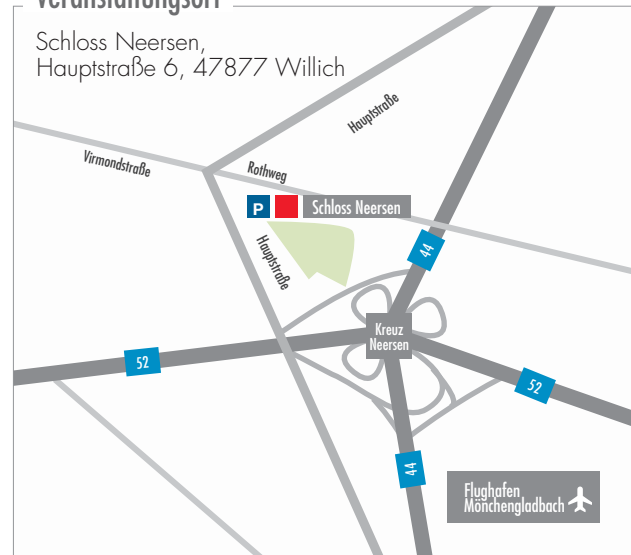 Veranstaltungsort
Schloss Neersen,
Hauptstraße 6, 47877 Willich
Hauptstraße
Virmondstraße
Rothweg
P
Schloss Neersen
Hauptstraße
44
Kreuz
Neersen
52
52
44
Flughafen
Mönchengladbach